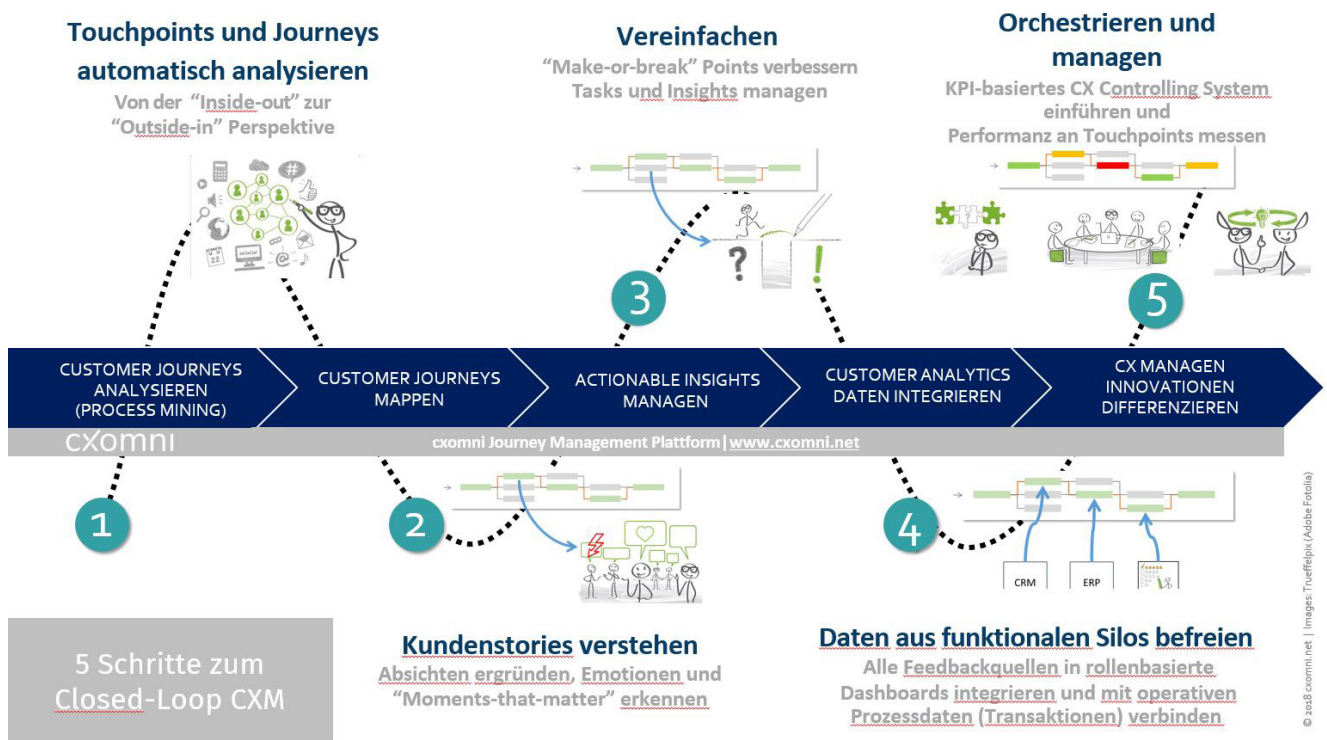 Touchpoints und Journeys
automatisch analysieren
Von der “Inside-out” zur
“Outside-in” Perspektive
Vereinfachen
“Make-or-break” Points verbessern
Tasks und Insights managen
Orchestrieren und
managen
KPI-basiertes CX Controlling System
einführen und
Performanz an Touchpoints messen
WWW
22
3
5
CUSTOMER JOURNEYS
ANALYSIEREN
(PROCESS MINING)
CUSTOMER JOURNEYS
MAPPEN
ACTIONABLE INSIGHTS
MANAGEN
CUSTOMER ANALYTICS
DATEN INTEGRIEREN
CX MANAGEN
INNOVATIONEN
DIFFERENZIEREN
cxomni
cxomni Journey Management Plattform|www.cxomni.net
1
2
4
CRM
ERP
5 Schritte zum
Closed-Loop CXM
Kundenstories verstehen
Absichten ergründen, Emotionen und
“Moments-that-matter” erkennen
Daten aus funktionalen Silos befreien
Alle Feedbackquellen in rollenbasierte
Dashboards integrieren und mit operativen
Prozessdaten (Transaktionen) verbinden
© 2018 cxomni.net | Images: Trueffelpix (Adobe Fotolia)